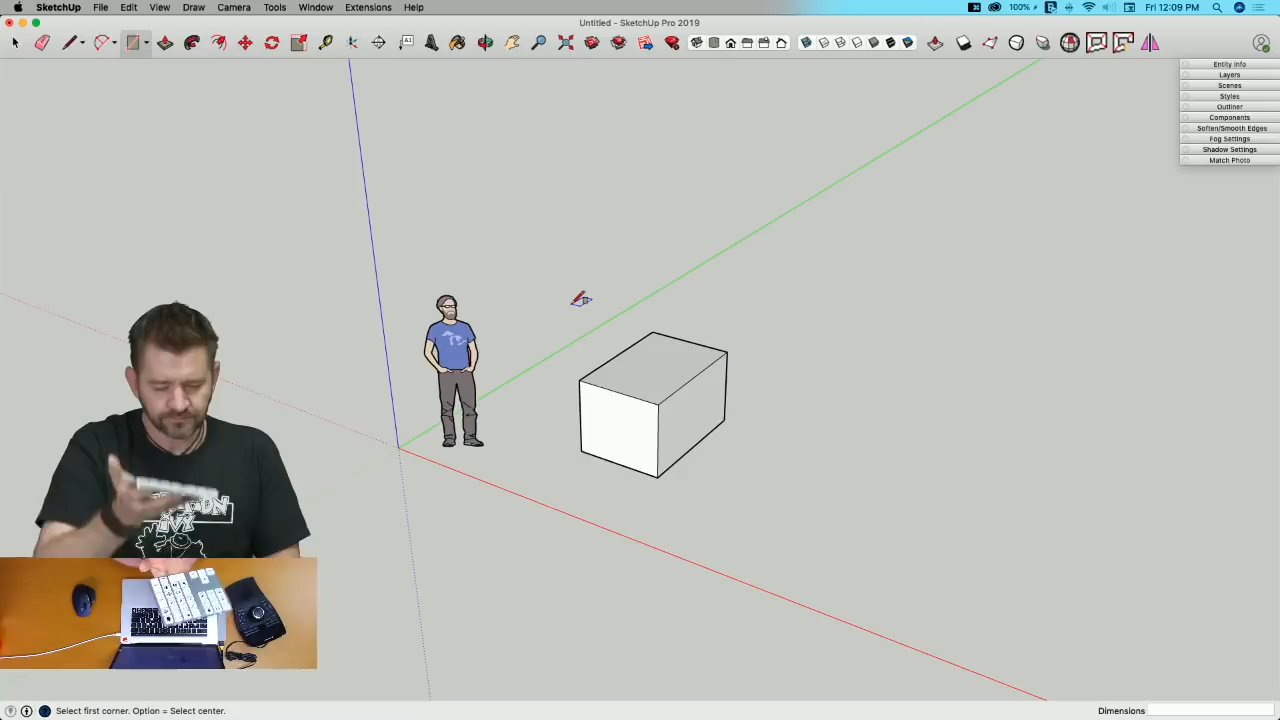 SketchUp File Edit View Draw Camera Tools Window Extensions Help
100% Fri 12:09 PM
Untitled - SketchUp Pro 2019
Entity Info
Layers
Scenes
Styles
Outliner
Components
Soften/Smooth Edges
Fog Settings
Shadow Settings
Match Photo
IVY
Select first corner. Option = Select center.
Dimensions